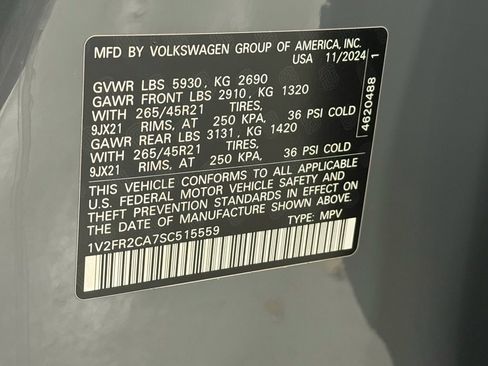 MFD BY VOLKSWAGEN GROUP OF AMERICA, INC.
USA 11/2024
GVWR LBS 5930, KG 2690
GAWR FRONT LBS 2910, KG 1320
WITH 265/45R21 TIRES,
9JX21 RIMS, AT 250 KPA, 36 PSI COLD
GAWR REAR LBS 3131, KG 1420
WITH 265/45R21 TIRES,
9JX21 RIMS, AT 250 KPA, 36 PSI COLD
THIS VEHICLE CONFORMS TO ALL APPLICABLE
U.S. FEDERAL MOTOR VEHICLE SAFETY AND
THEFT PREVENTION STANDARDS IN EFFECT ON
THE DATE OF MANUFACTURE SHOWN ABOVE.
1V2FR2CA7SC515559 TYPE: MPV
4620488 1